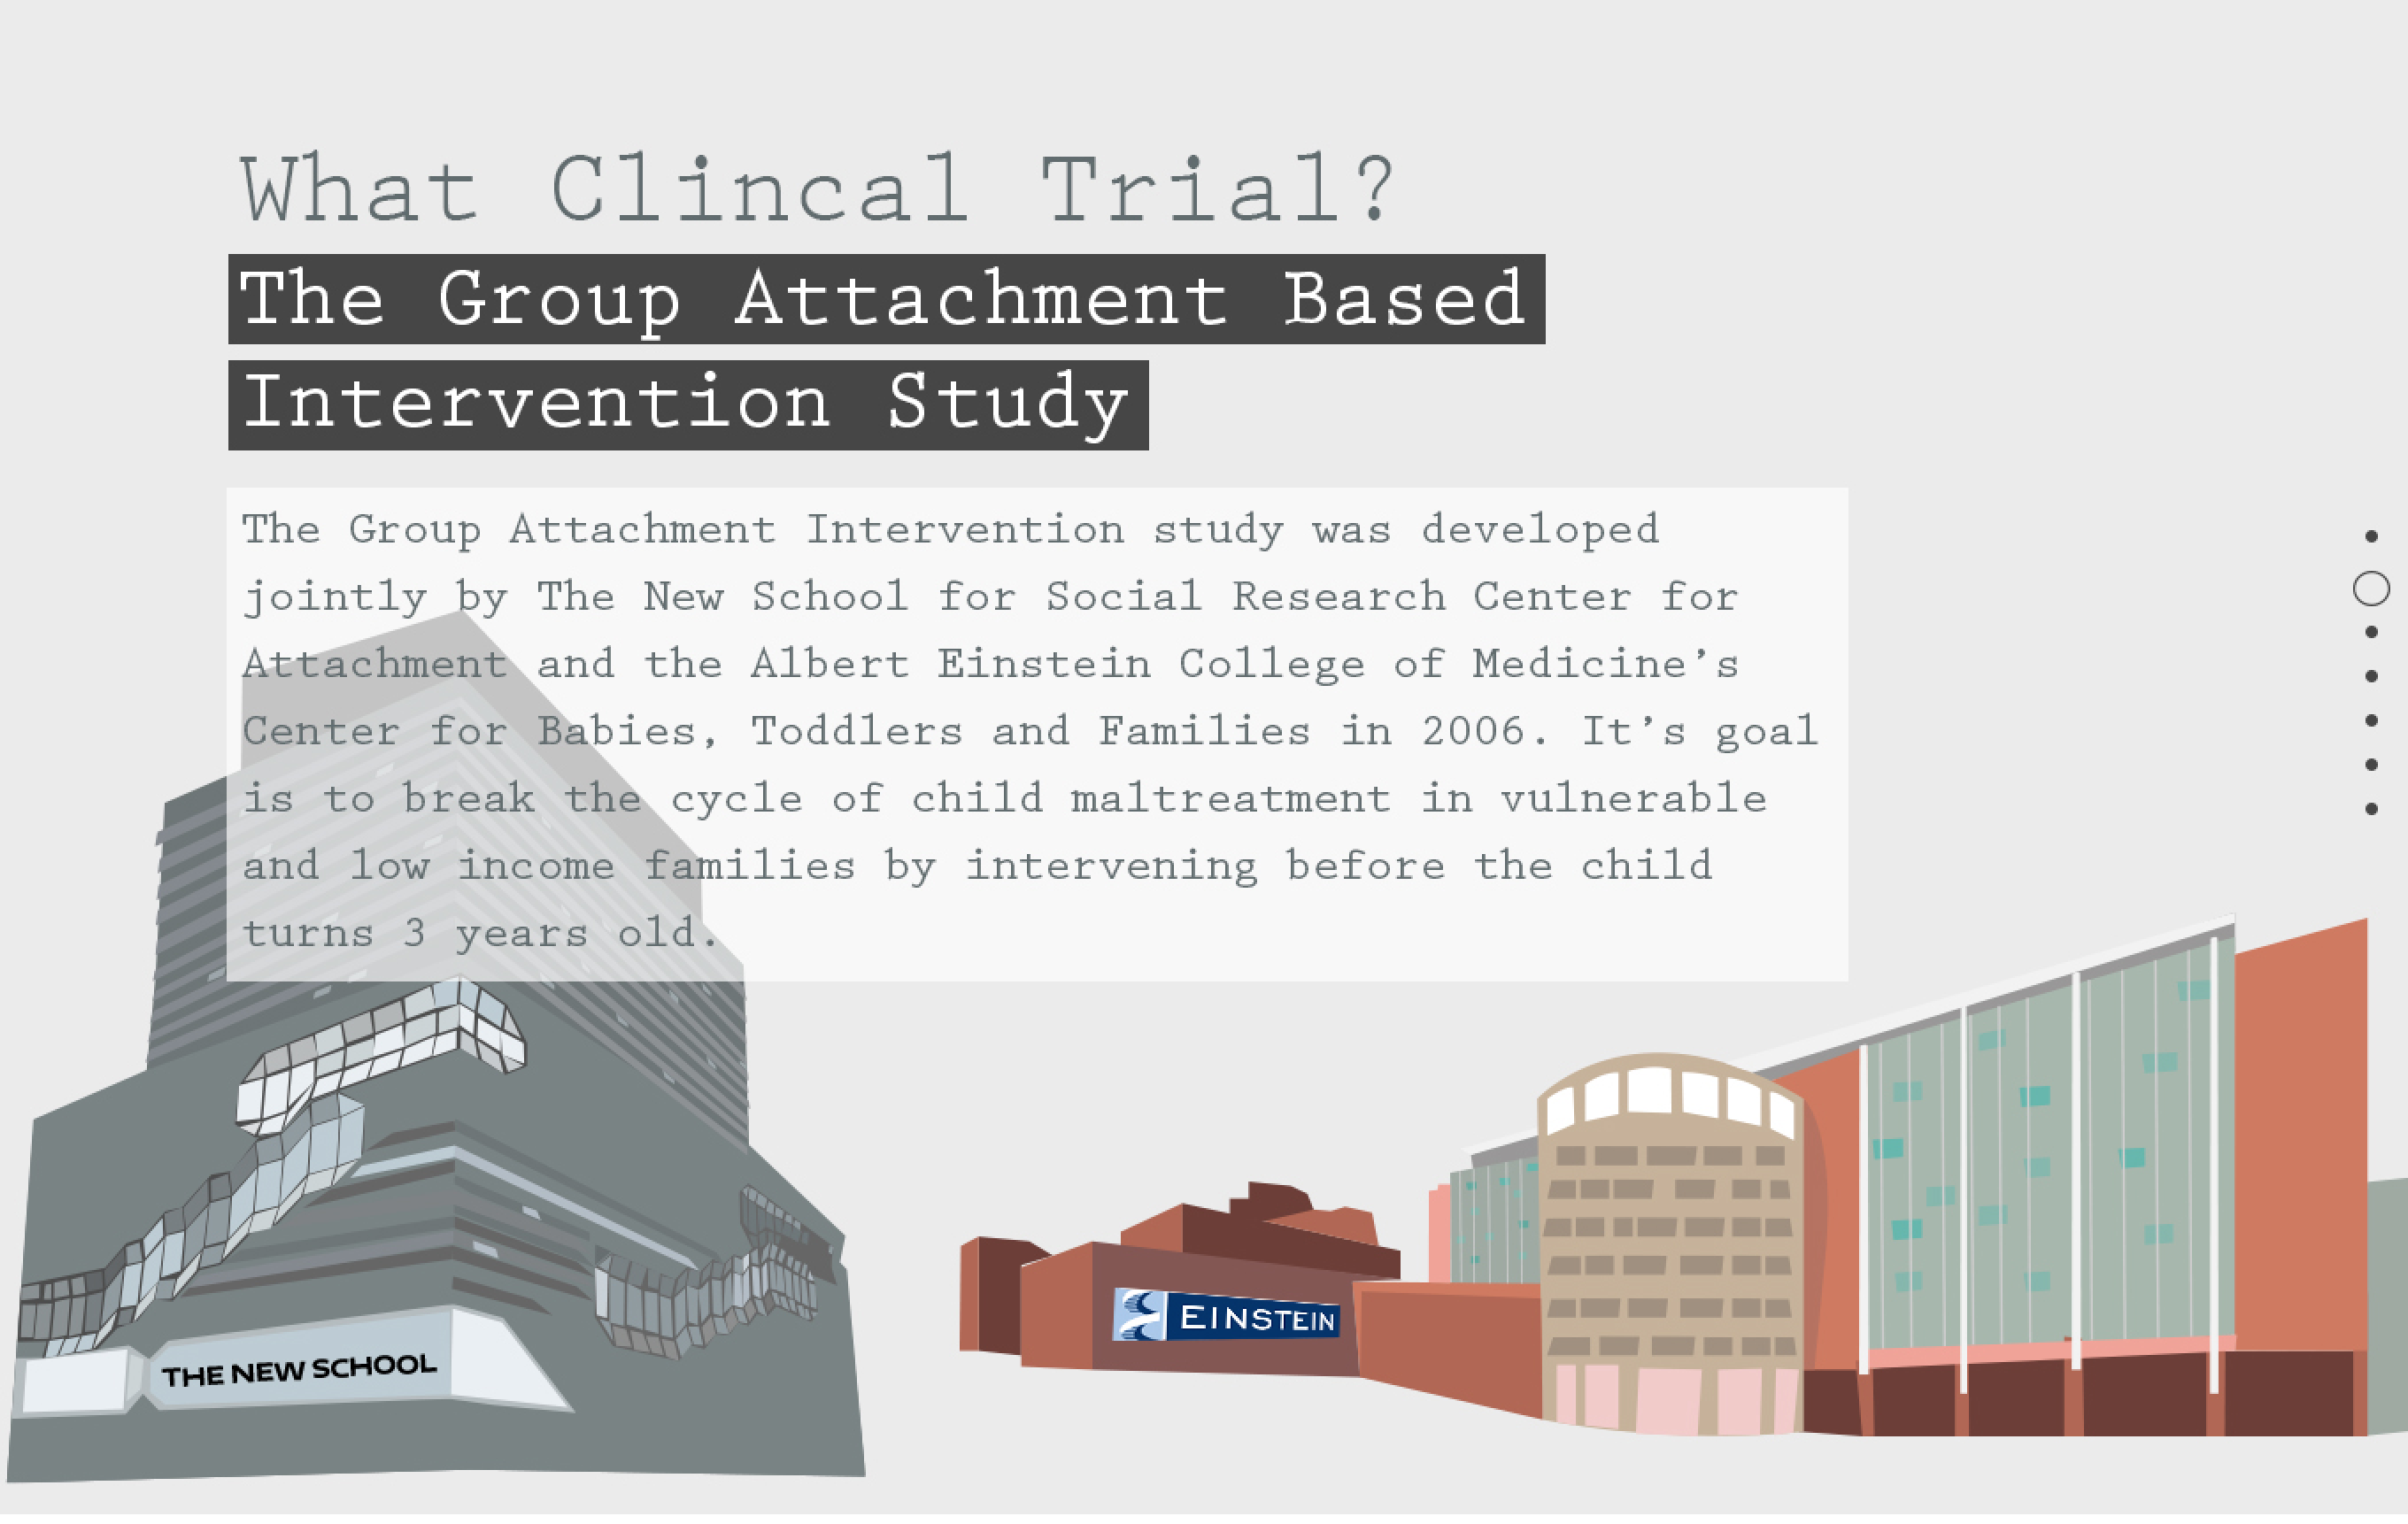 What Clincal Trial?
The Group Attachment Based
Intervention Study
The Group Attachment Intervention study was developed
jointly by The New School for Social Research Center for
Attachment and the Albert Einstein College of Medicine’s
Center for Babies, Toddlers and Families in 2006. It’s goal
is to break the cycle of child maltreatment in vulnerable
and low income families by intervening before the child
turns 3 years old.
EINSTEIN
THE NEW SCHOOL